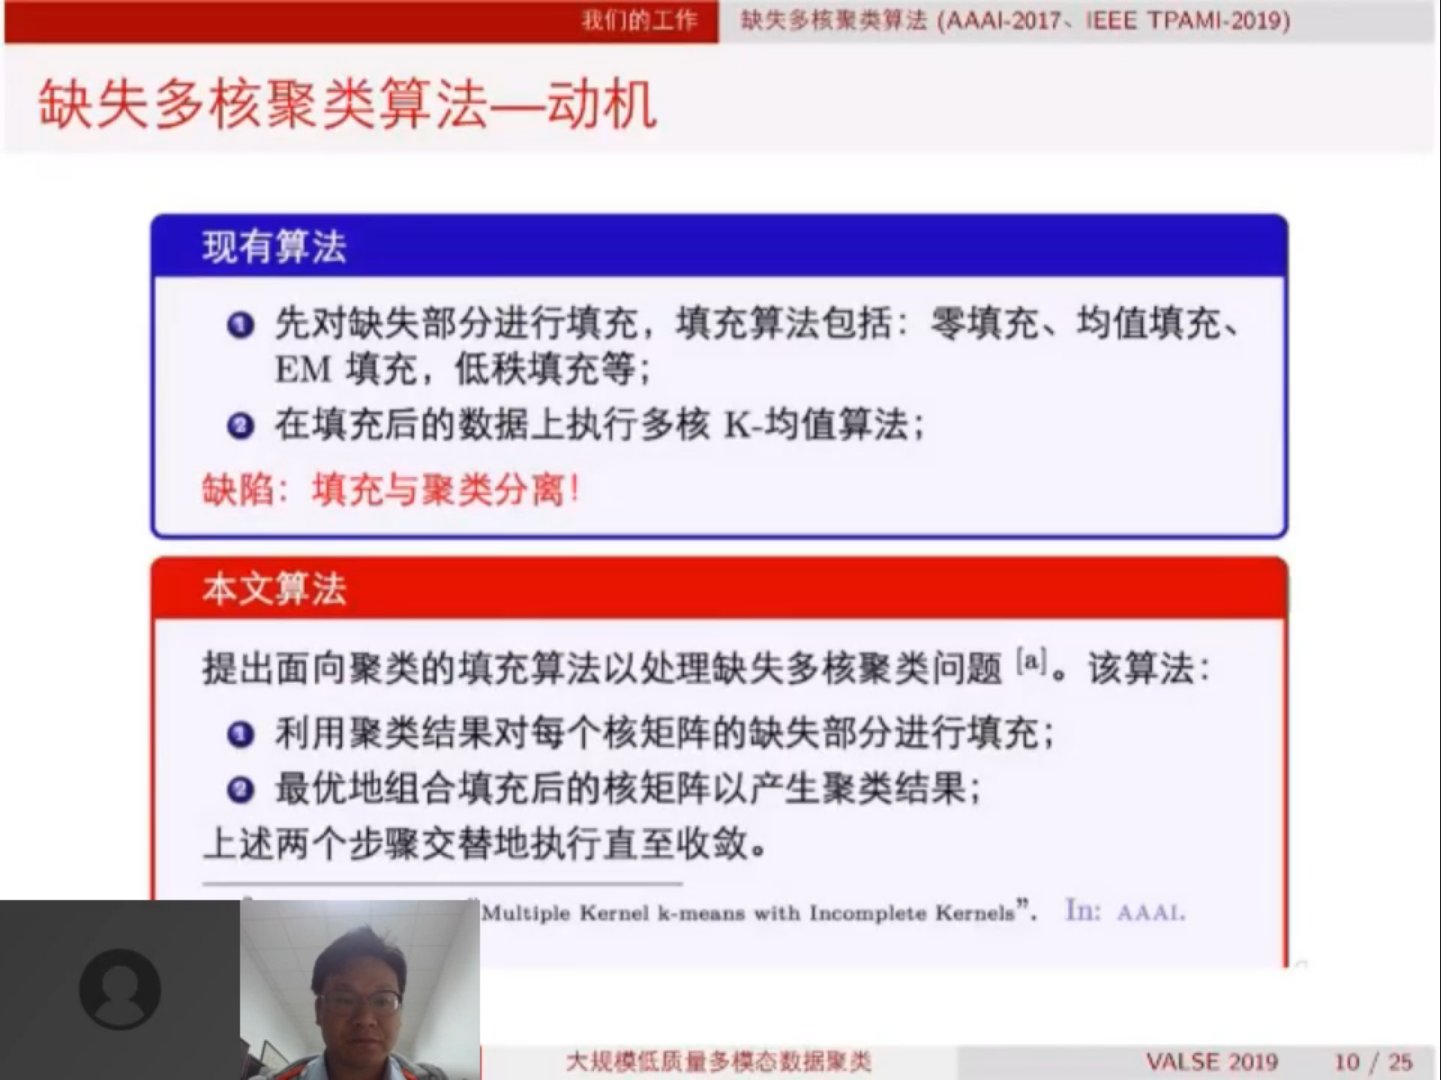 我们的工作 缺失多核聚类算法 (AAAI-2017、IEEE TPAMI-2019)
缺失多核聚类算法—动机
现有算法
1 先对缺失部分进行填充，填充算法包括：零填充、均值填充、
EM 填充，低秩填充等；
2 在填充后的数据上执行多核 K-均值算法；
缺陷：填充与聚类分离！
本文算法
提出面向聚类的填充算法以处理缺失多核聚类问题 [a]。该算法：
1 利用聚类结果对每个核矩阵的缺失部分进行填充；
2 最优地组合填充后的核矩阵以产生聚类结果；
上述两个步骤交替地执行直至收敛。
“Multiple Kernel k-means with Incomplete Kernels”. In: AAAI.
大规模低质量多模态数据聚类 VALSE 2019 10 / 25